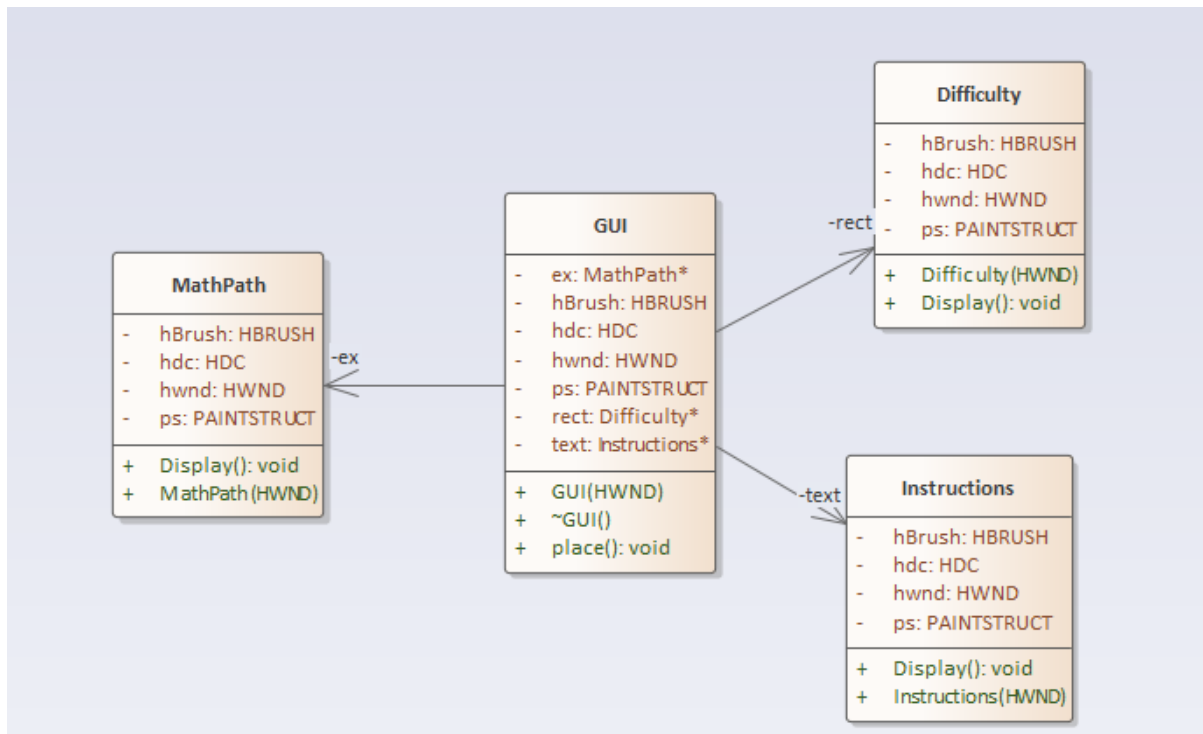 MathPath
- hBrush: HBRUSH
- hdc: HDC
- hwnd: HWND
- ps: PAINTSTRUCT
+ Display(): void
+ MathPath(HWND)
-ex
GUI
- ex: MathPath*
- hBrush: HBRUSH
- hdc: HDC
- hwnd: HWND
- ps: PAINTSTRUCT
- rect: Difficulty*
- text: Instructions*
+ GUI(HWND)
+ ~GUI()
+ place(): void
-rect
Difficulty
- hBrush: HBRUSH
- hdc: HDC
- hwnd: HWND
- ps: PAINTSTRUCT
+ Difficulty(HWND)
+ Display(): void
-text
Instructions
- hBrush: HBRUSH
- hdc: HDC
- hwnd: HWND
- ps: PAINTSTRUCT
+ Display(): void
+ Instructions(HWND)